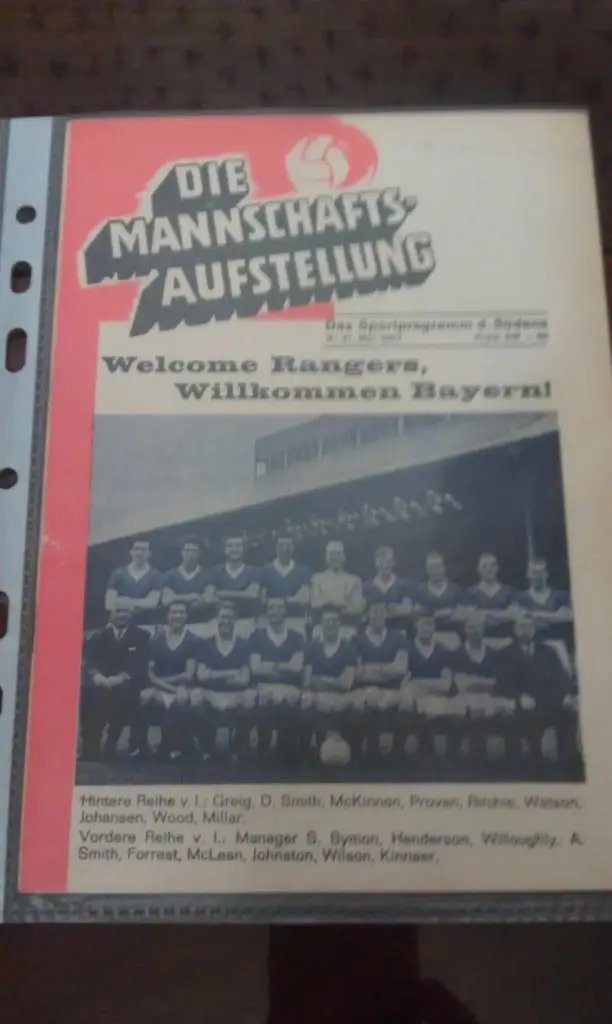 DIE
MANNSCHAFTS-
AUFSTELLUNG
Das Sportprogramm d. Südens
Welcome Rangers,
Willkommen Bayern!
Hintere Reihe v. l.: Greig, D. Smith, McKinnon, Provan, Ritchie, Watson,
Johansen, Wood, Millar.
Vordere Reihe v. l.: Manager S. Symon, Henderson, Willoughly, A.
Smith, Forrest, McLean, Johnston, Wilson, Kinnear.